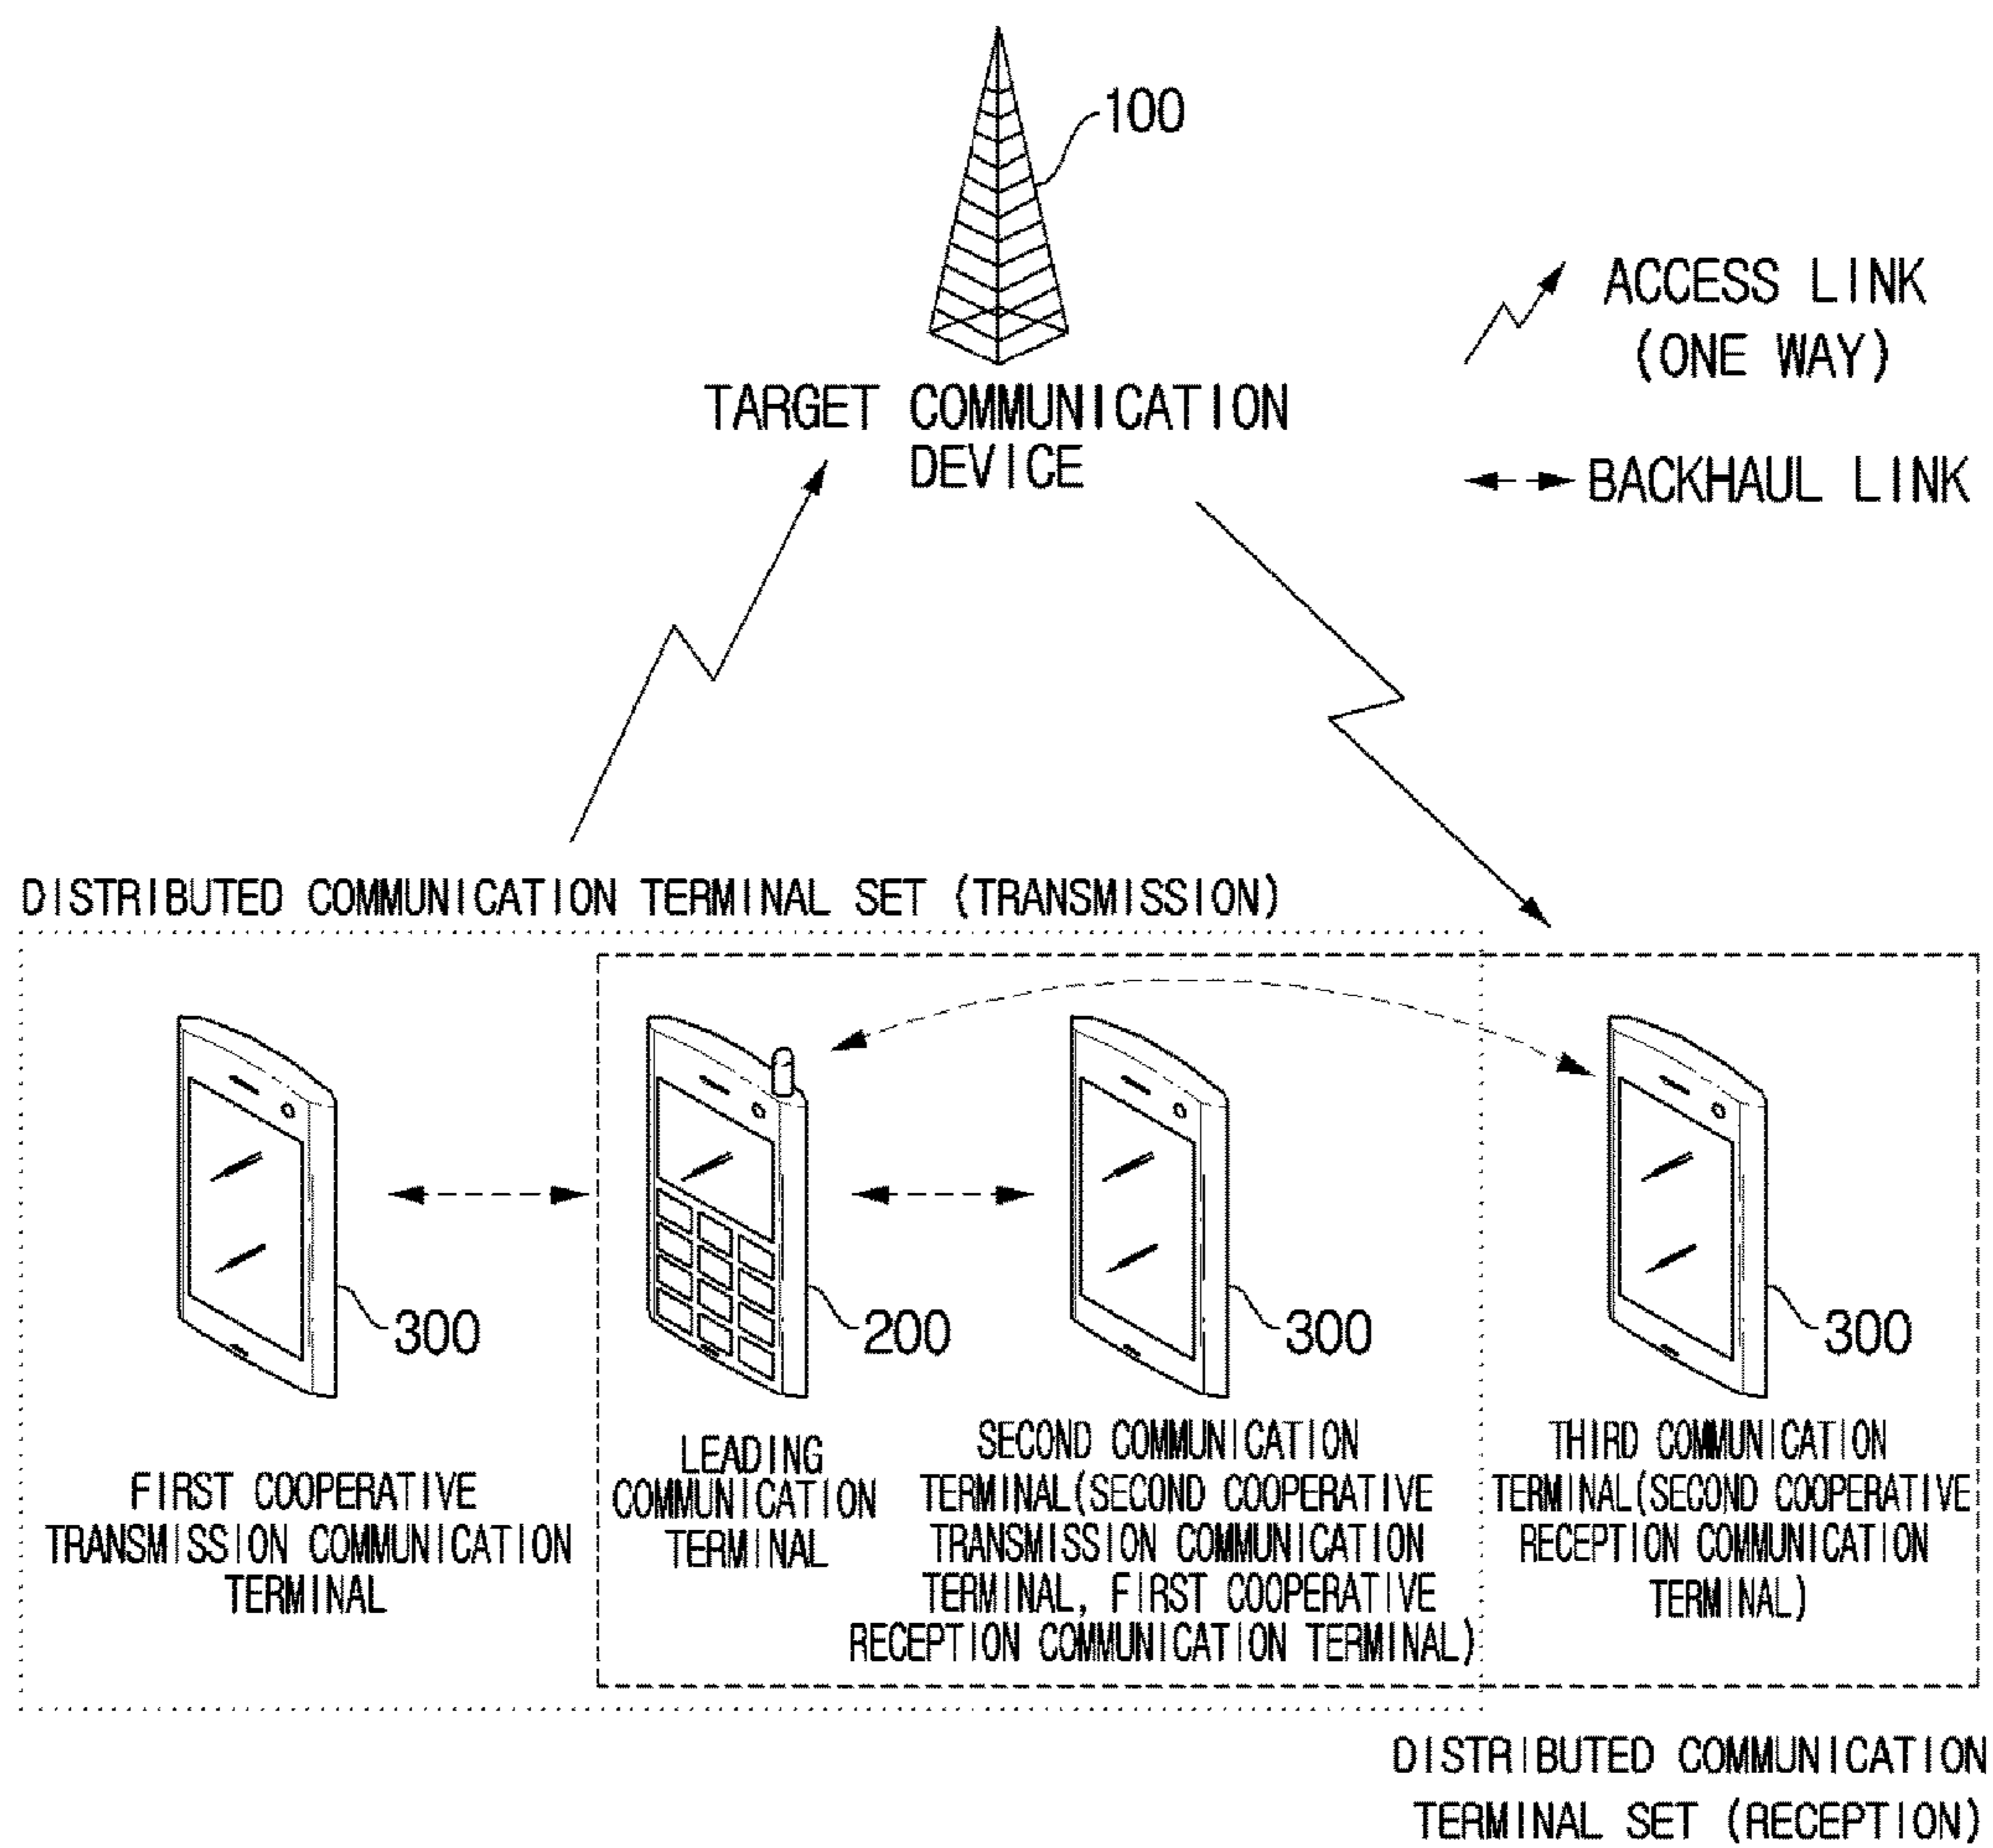 100
ACCESS LINK
(ONE WAY)
TARGET COMMUNICATION
DEVICE
BACKHAUL LINK
DISTRIBUTED COMMUNICATION TERMINAL SET (TRANSMISSION)
300
200
300
300
FIRST COOPERATIVE
TRANSMISSION COMMUNICATION
TERMINAL
LEADING
COMMUNICATION
TERMINAL
SECOND COMMUNICATION
TERMINAL(SECOND COOPERATIVE
TRANSMISSION COMMUNICATION
TERMINAL, FIRST COOPERATIVE
RECEPTION COMMUNICATION TERMINAL)
THIRD COMMUNICATION
TERMINAL(SECOND COOPERATIVE
RECEPTION COMMUNICATION
TERMINAL)
DISTRIBUTED COMMUNICATION
TERMINAL SET (RECEPTION)